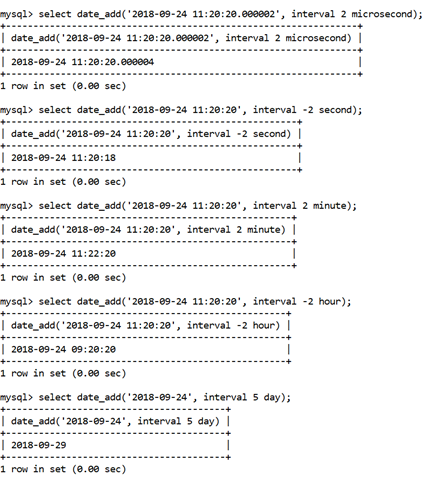 mysql> select date_add('2018-09-24 11:20:20.000002', interval 2 microsecond);
+----------------------------------------------------------------+
| date_add('2018-09-24 11:20:20.000002', interval 2 microsecond) |
+----------------------------------------------------------------+
| 2018-09-24 11:20:20.000004                                     |
+----------------------------------------------------------------+
1 row in set (0.00 sec)
mysql> select date_add('2018-09-24 11:20:20', interval -2 second);
+-----------------------------------------------------+
| date_add('2018-09-24 11:20:20', interval -2 second) |
+-----------------------------------------------------+
| 2018-09-24 11:20:18                                 |
+-----------------------------------------------------+
1 row in set (0.00 sec)
mysql> select date_add('2018-09-24 11:20:20', interval 2 minute);
+----------------------------------------------------+
| date_add('2018-09-24 11:20:20', interval 2 minute) |
+----------------------------------------------------+
| 2018-09-24 11:22:20                                |
+----------------------------------------------------+
1 row in set (0.00 sec)
mysql> select date_add('2018-09-24 11:20:20', interval -2 hour);
+---------------------------------------------------+
| date_add('2018-09-24 11:20:20', interval -2 hour) |
+---------------------------------------------------+
| 2018-09-24 09:20:20                               |
+---------------------------------------------------+
1 row in set (0.00 sec)
mysql> select date_add('2018-09-24', interval 5 day);
+----------------------------------------+
| date_add('2018-09-24', interval 5 day) |
+----------------------------------------+
| 2018-09-29                             |
+----------------------------------------+
1 row in set (0.00 sec)